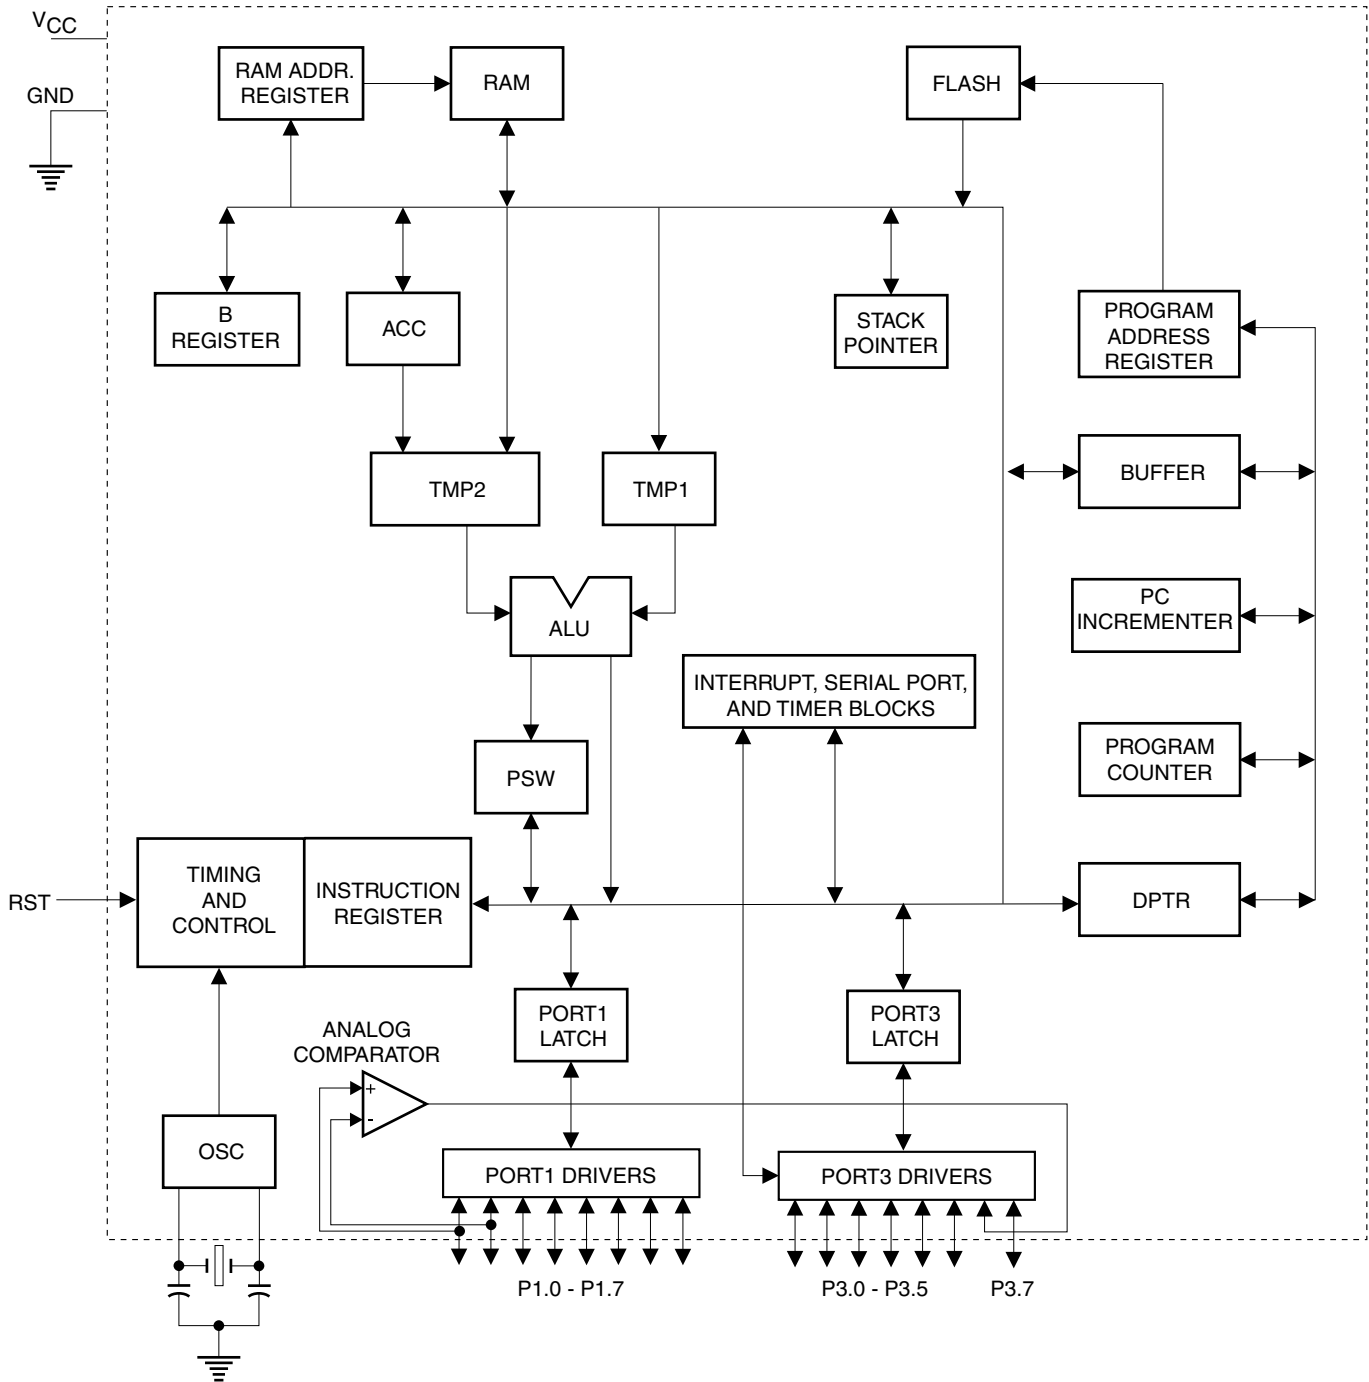 VCC
GND
RAM ADDR.
REGISTER
RAM
FLASH
B
REGISTER
ACC
STACK
POINTER
PROGRAM
ADDRESS
REGISTER
TMP2
TMP1
BUFFER
ALU
PC
INCREMENTER
INTERRUPT, SERIAL PORT,
AND TIMER BLOCKS
PSW
PROGRAM
COUNTER
RST
TIMING
AND
CONTROL
INSTRUCTION
REGISTER
DPTR
PORT1
LATCH
PORT3
LATCH
ANALOG
COMPARATOR
+
-
OSC
PORT1 DRIVERS
PORT3 DRIVERS
P1.0 - P1.7
P3.0 - P3.5
P3.7